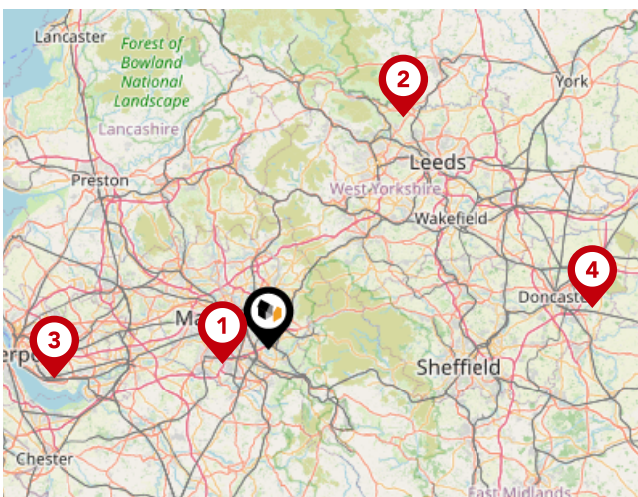 Lancaster
Forest of
Bowland
National
Landscape
Lancashire
Preston
York
2
Leeds
West Yorkshire
Wakefield
4
Doncaste
Ma
1
3
erpo
Sheffield
Chester
East Midlands